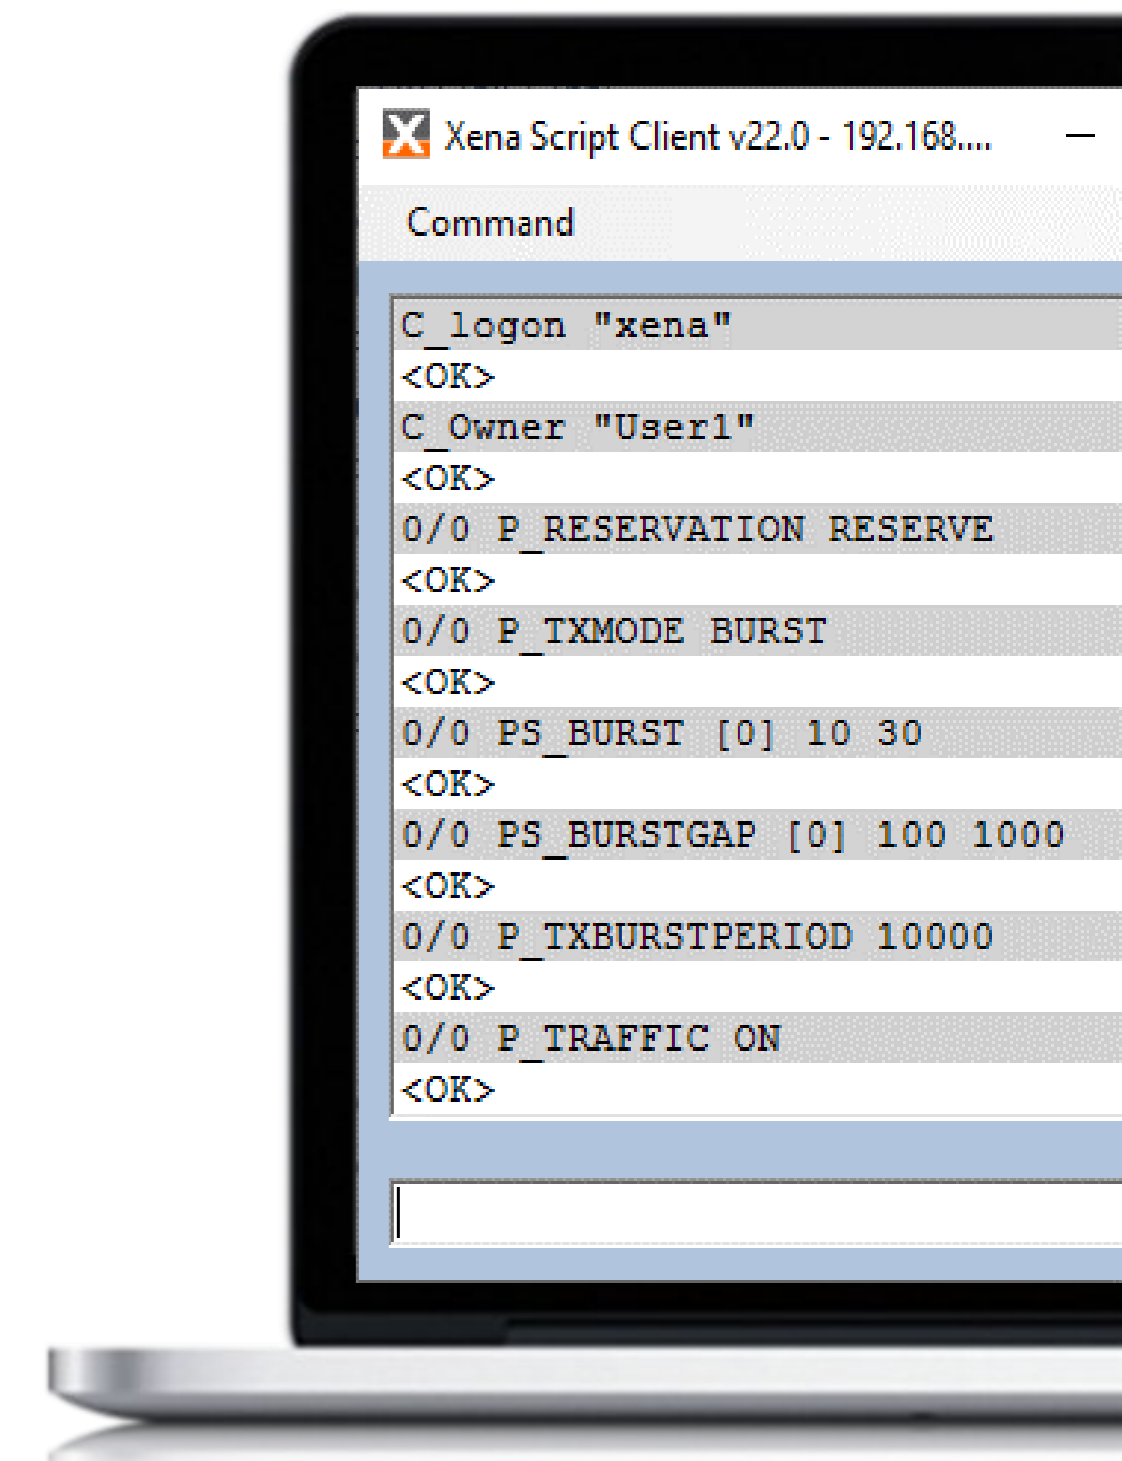 Xena Script Client v22.0 - 192.168....
Command
C_logon "xena"
<OK>
C_Owner "User1"
<OK>
0/0 P_RESERVATION RESERVE
<OK>
0/0 P_TXMODE BURST
<OK>
0/0 PS_BURST [0] 10 30
<OK>
0/0 PS_BURSTGAP [0] 100 1000
<OK>
0/0 P_TXBURSTPERIOD 10000
<OK>
0/0 P_TRAFFIC ON
<OK>